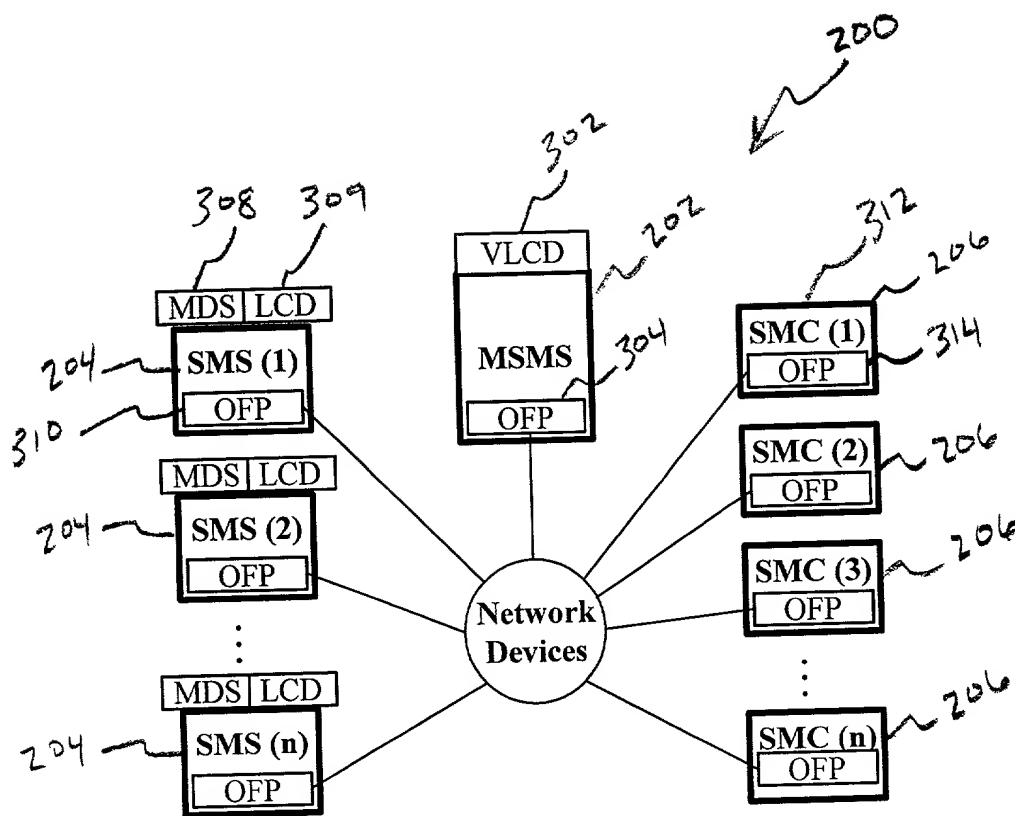 200
302
308 309
202
312
206
VLCD
MDS LCD
MSMS
SMC (1)
314
OFP
204
SMS (1)
304
310
OFP
OFP
SMC (2)
206
OFP
MDS LCD
204
SMS (2)
OFP
206
SMC (3)
OFP
Network
Devices
MDS LCD
204
SMS (n)
OFP
206
SMC (n)
OFP